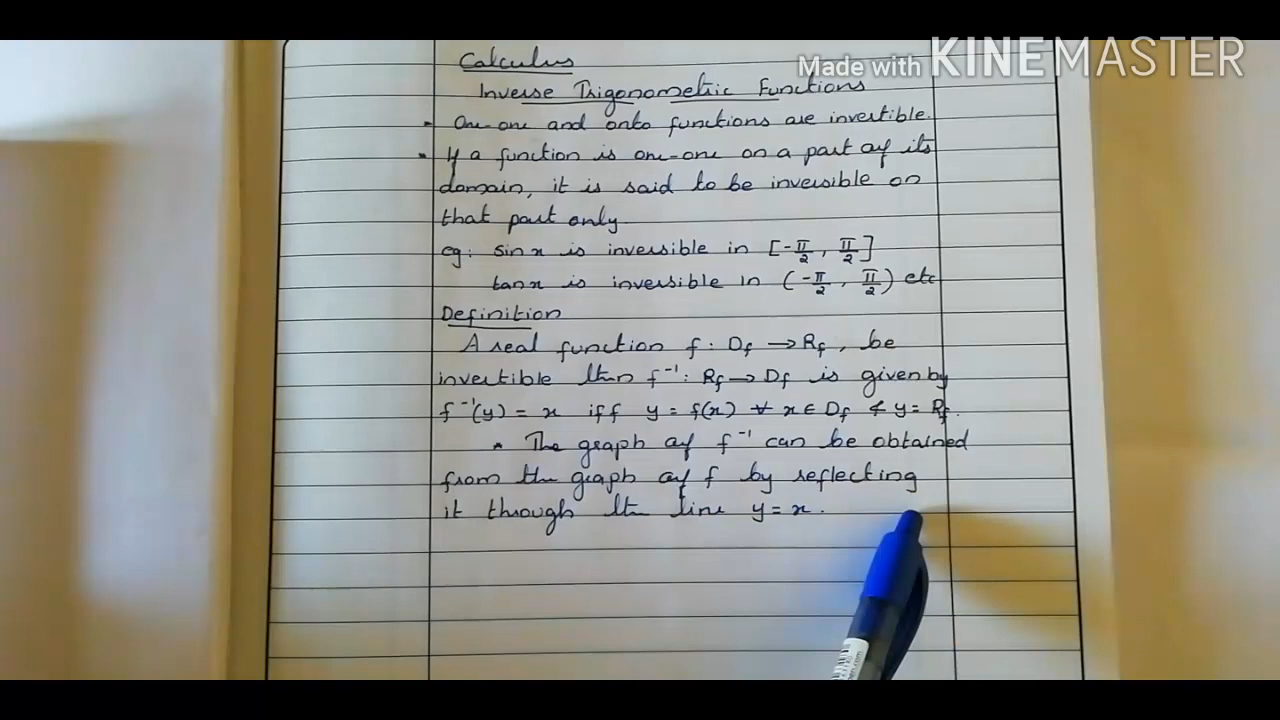 Made with KINEMASTER
Calculus
Inverse Trigonometric Functions
- One-one and onto functions are invertible.
- If a function is one-one on a part of its
domain, it is said to be inversible on
that part only
eg: sin x is inversible in [-π/2, π/2]
tan x is inversible in (-π/2, π/2) etc
Definition
A real function f: Df → Rf, be
invertible then f⁻¹: Rf → Df is given by
f⁻¹(y) = x iff y = f(x) ∀ x ∈ Df & y = Rf.
* The graph of f⁻¹ can be obtained
from the graph of f by reflecting
it through the line y = x.